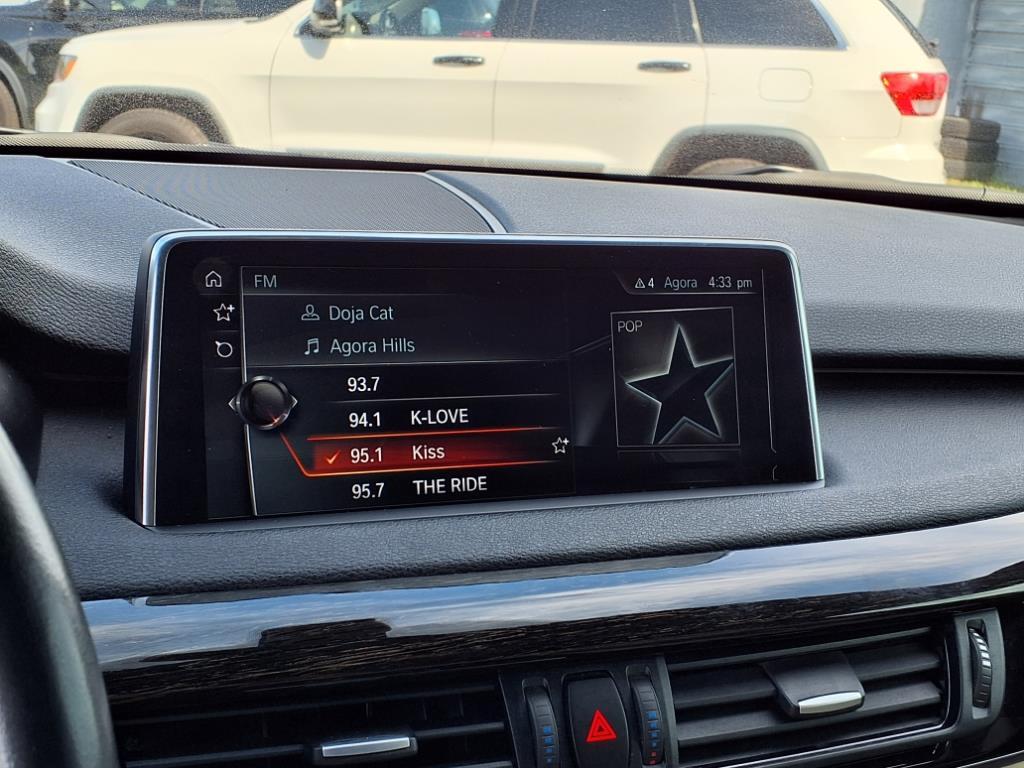 FM
4 Agora 4:33 pm
Doja Cat
Agora Hills
POP
93.7
94.1 K-LOVE
95.1 Kiss
95.7 THE RIDE